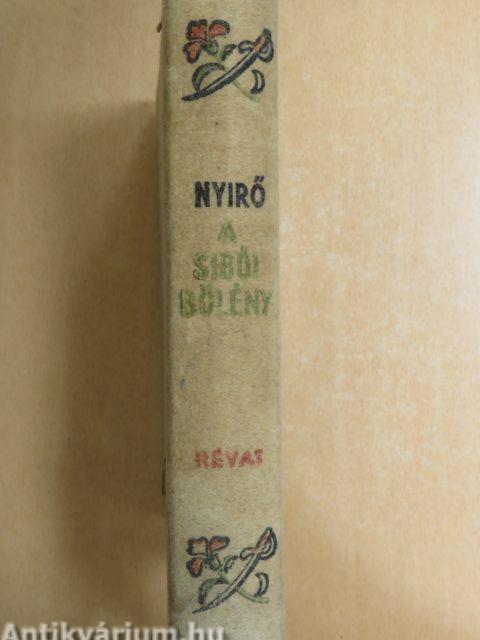 NYIRŐ
A
SIBÓI
BÖLÉNY
RÉVAI
Antikvárium.hu